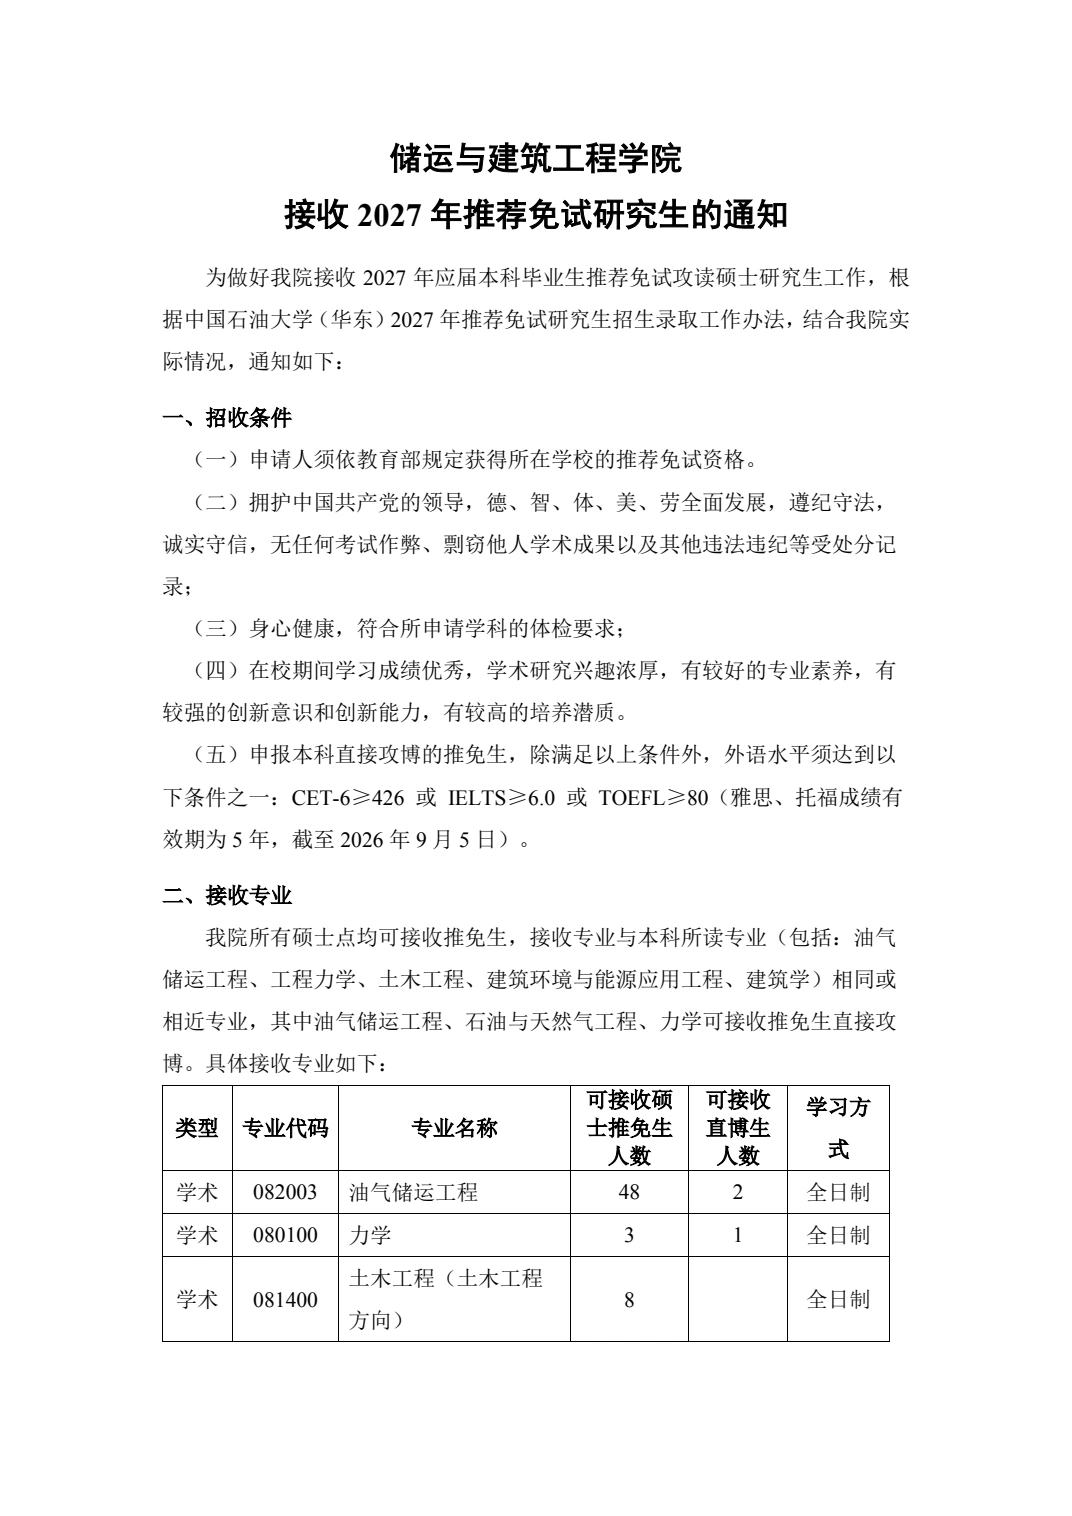 储运与建筑工程学院
接收 2027 年推荐免试研究生的通知
为做好我院接收 2027 年应届本科毕业生推荐免试攻读硕士研究生工作，根
据中国石油大学（华东）2027 年推荐免试研究生招生录取工作办法，结合我院实
际情况，通知如下：
一、招收条件
（一）申请人须依教育部规定获得所在学校的推荐免试资格。
（二）拥护中国共产党的领导，德、智、体、美、劳全面发展，遵纪守法，
诚实守信，无任何考试作弊、剽窃他人学术成果以及其他违法违纪等受处分记
录；
（三）身心健康，符合所申请学科的体检要求；
（四）在校期间学习成绩优秀，学术研究兴趣浓厚，有较好的专业素养，有
较强的创新意识和创新能力，有较高的培养潜质。
（五）申报本科直接攻博的推免生，除满足以上条件外，外语水平须达到以
下条件之一：CET-6≥426 或 IELTS≥6.0 或 TOEFL≥80（雅思、托福成绩有
效期为 5 年，截至 2026 年 9 月 5 日）。
二、接收专业
我院所有硕士点均可接收推免生，接收专业与本科所读专业（包括：油气
储运工程、工程力学、土木工程、建筑环境与能源应用工程、建筑学）相同或
相近专业，其中油气储运工程、石油与天然气工程、力学可接收推免生直接攻
博。具体接收专业如下：
类型 专业代码 专业名称 可接收硕士推免生人数 可接收直博生人数 学习方式
学术 082003 油气储运工程 48 2 全日制
学术 080100 力学 3 1 全日制
学术 081400 土木工程（土木工程方向） 8 全日制